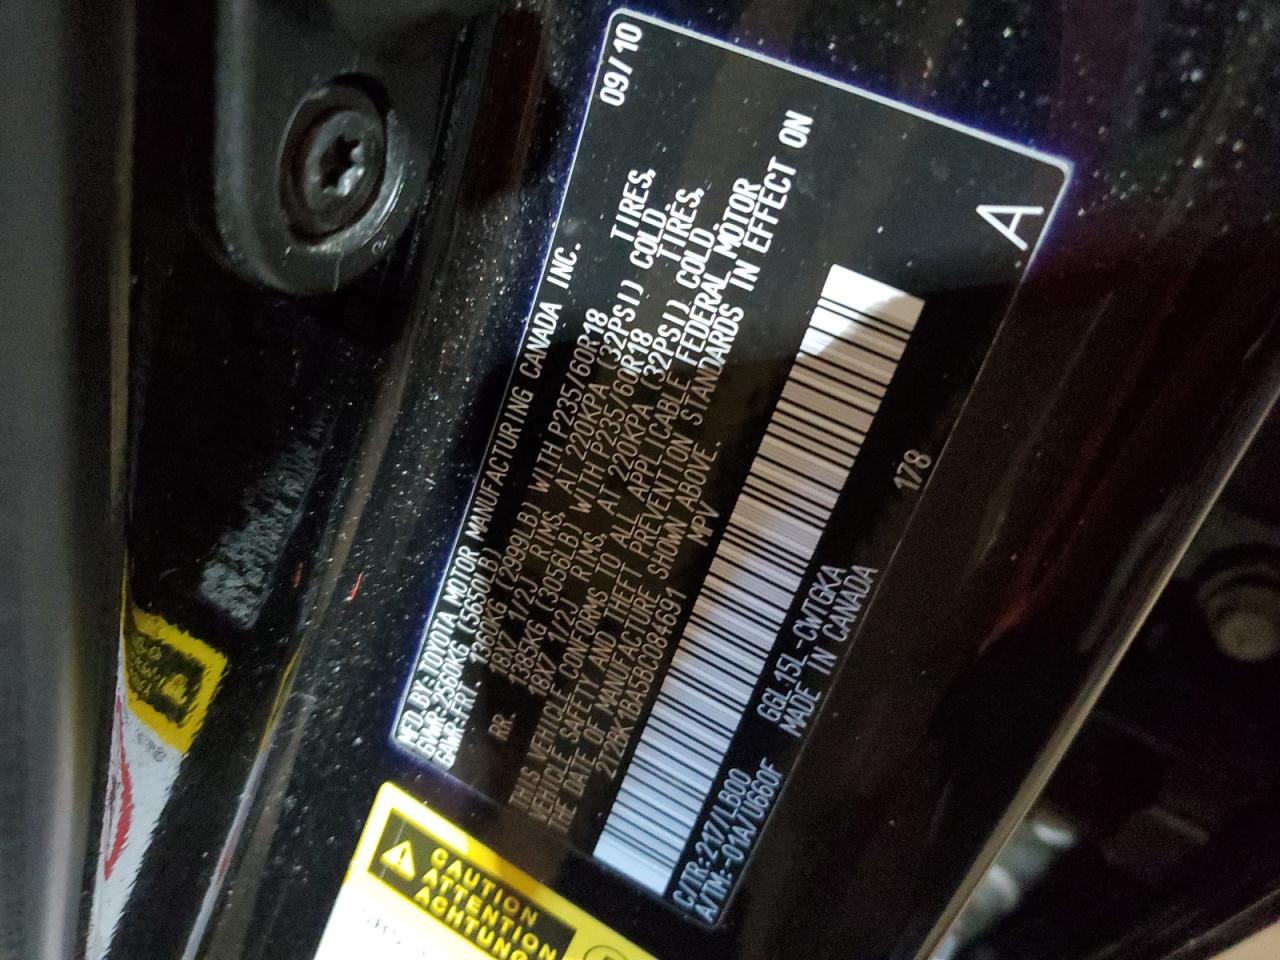 MFD.BY:TOYOTA MOTOR MANUFACTURING CANADA INC. 09/10
GVWR-2560KG (5650LB)
GAWR:FRT. 1360KG (2999LB) WITH P235/60R18 TIRES,
18X7 1/2J RIMS. AT 220KPA (32PSI) COLD.
RR. 1385KG (3056LB) WITH P235/60R18 TIRES,
18X7 1/2J RIMS. AT 220KPA (32PSI) COLD.
THIS VEHICLE CONFORMS TO ALL APPLICABLE FEDERAL MOTOR
VEHICLE SAFETY AND THEFT PREVENTION STANDARDS IN EFFECT ON
THE DATE OF MANUFACTURE SHOWN ABOVE.
2T2BK1BA5BC084691 MPV
C/TR:217/LB00 GGL15L-CWTGKA 178
A/TM:-01A/U660F MADE IN CANADA
A
CAUTION
ATTENTION
ACHTUNG